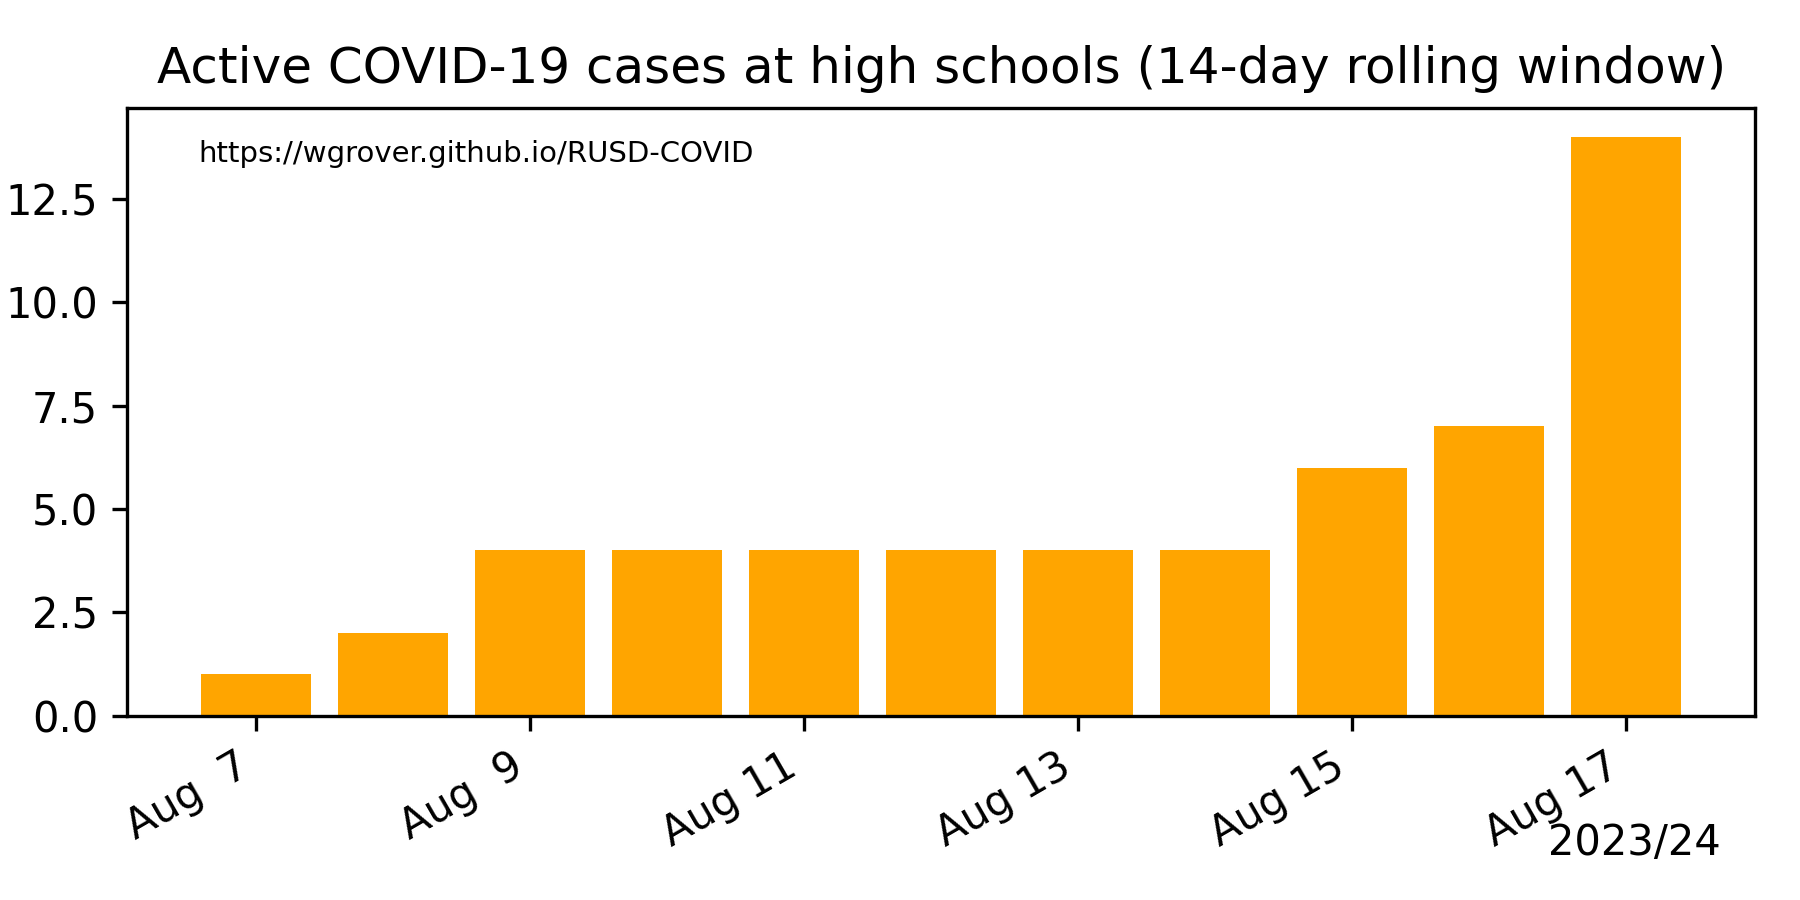 Active COVID-19 cases at high schools (14-day rolling window)
https://wgrover.github.io/RUSD-COVID
12.5
10.0
7.5
5.0
2.5
0.0
Aug  7
Aug  9
Aug 11
Aug 13
Aug 15
Aug 17
2023/24